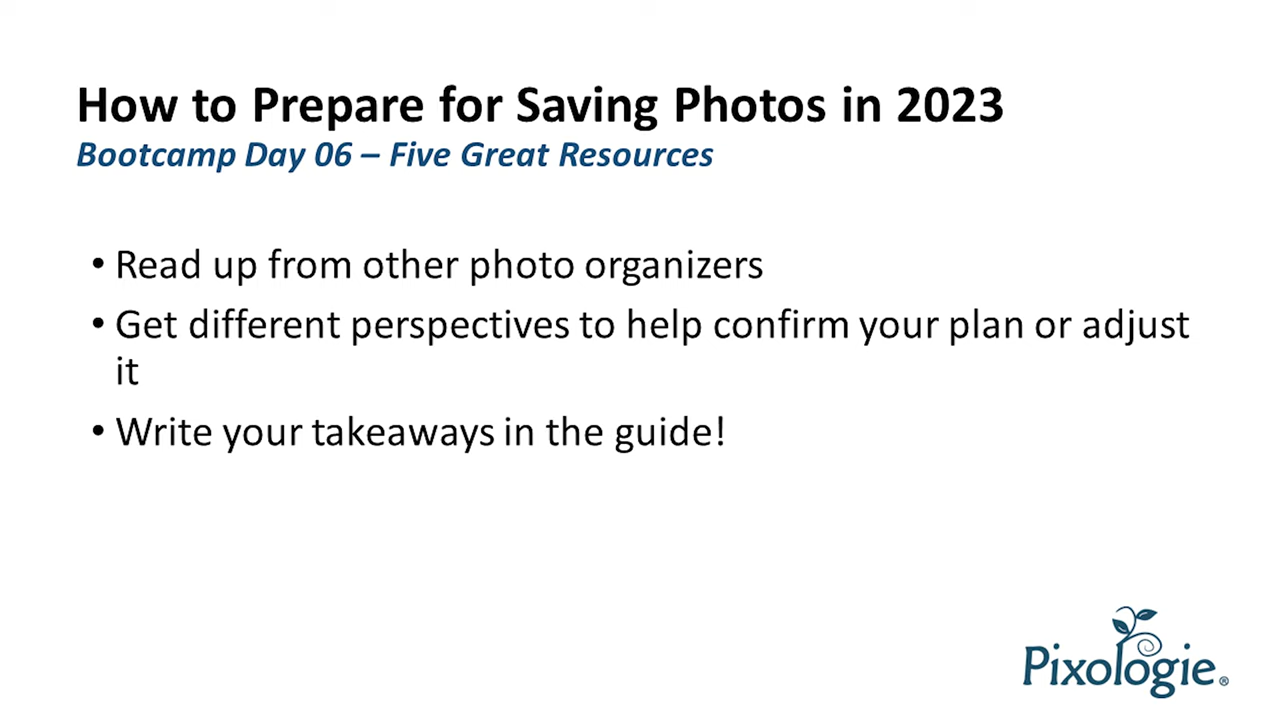 How to Prepare for Saving Photos in 2023
Bootcamp Day 06 – Five Great Resources
• Read up from other photo organizers
• Get different perspectives to help confirm your plan or adjust
it
• Write your takeaways in the guide!
Pixologie®